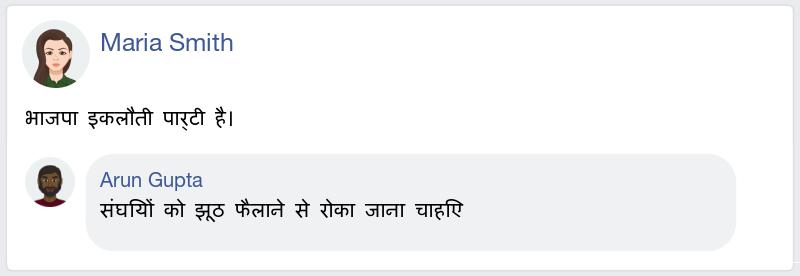 Maria Smith
भाजपा इकलौती पार्टी है।
Arun Gupta
संघियों को झूठ फैलाने से रोका जाना चाहिए